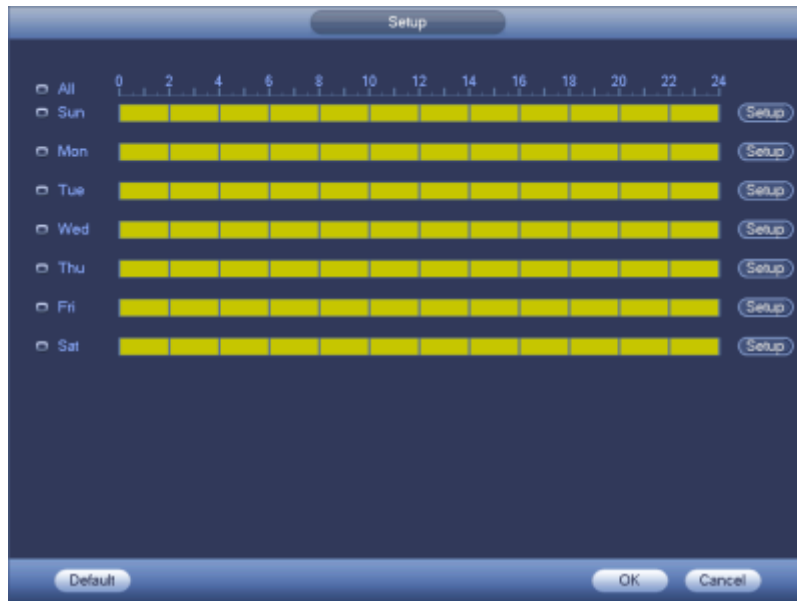 Setup
All 0 2 4 6 8 10 12 14 16 18 20 22 24
Sun Setup
Mon Setup
Tue Setup
Wed Setup
Thu Setup
Fri Setup
Sat Setup
Default OK Cancel